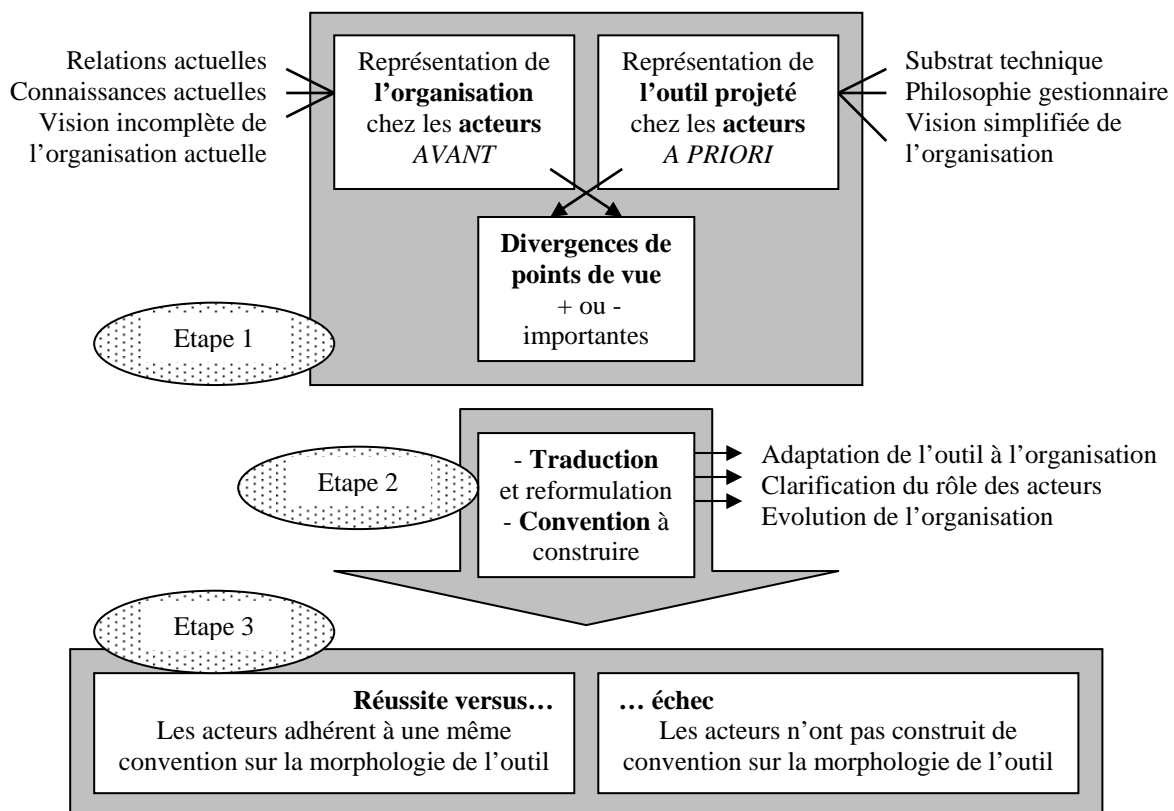 Relations actuelles
Connaissances actuelles
Vision incomplète de
l’organisation actuelle
Représentation de
l’organisation
chez les acteurs
AVANT
Représentation de
l’outil projeté
chez les acteurs
A PRIORI
Substrat technique
Philosophie gestionnaire
Vision simplifiée de
l’organisation
Divergences de
points de vue
+ ou -
importantes
Etape 1
Etape 2
- Traduction
et reformulation
- Convention à
construire
Adaptation de l’outil à l’organisation
Clarification du rôle des acteurs
Evolution de l’organisation
Etape 3
Réussite versus…
Les acteurs adhérent à une même
convention sur la morphologie de l’outil
… échec
Les acteurs n’ont pas construit de
convention sur la morphologie de l’outil